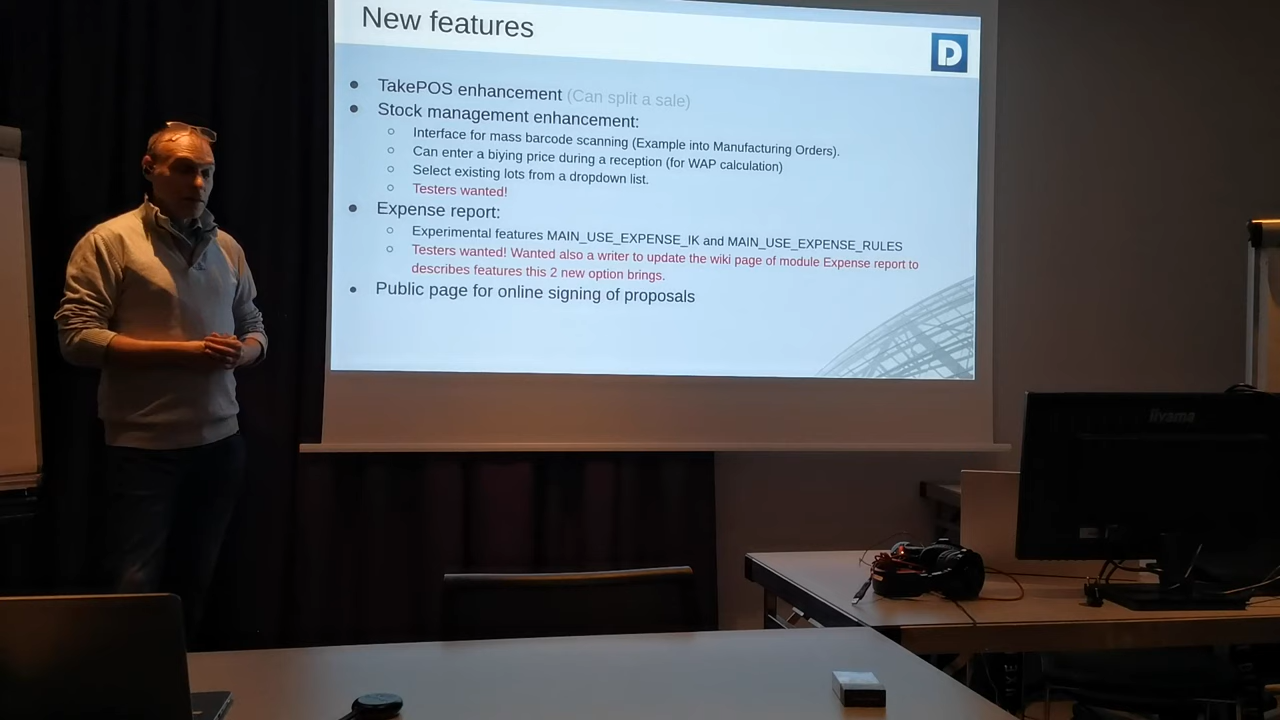 New features
D
● TakePOS enhancement (Can split a sale)
● Stock management enhancement:
○ Interface for mass barcode scanning (Example into Manufacturing Orders).
○ Can enter a biying price during a reception (for WAP calculation)
○ Select existing lots from a dropdown list.
○ Testers wanted!
● Expense report:
○ Experimental features MAIN_USE_EXPENSE_IK and MAIN_USE_EXPENSE_RULES
○ Testers wanted! Wanted also a writer to update the wiki page of module Expense report to
describes features this 2 new option brings.
● Public page for online signing of proposals
iiyama